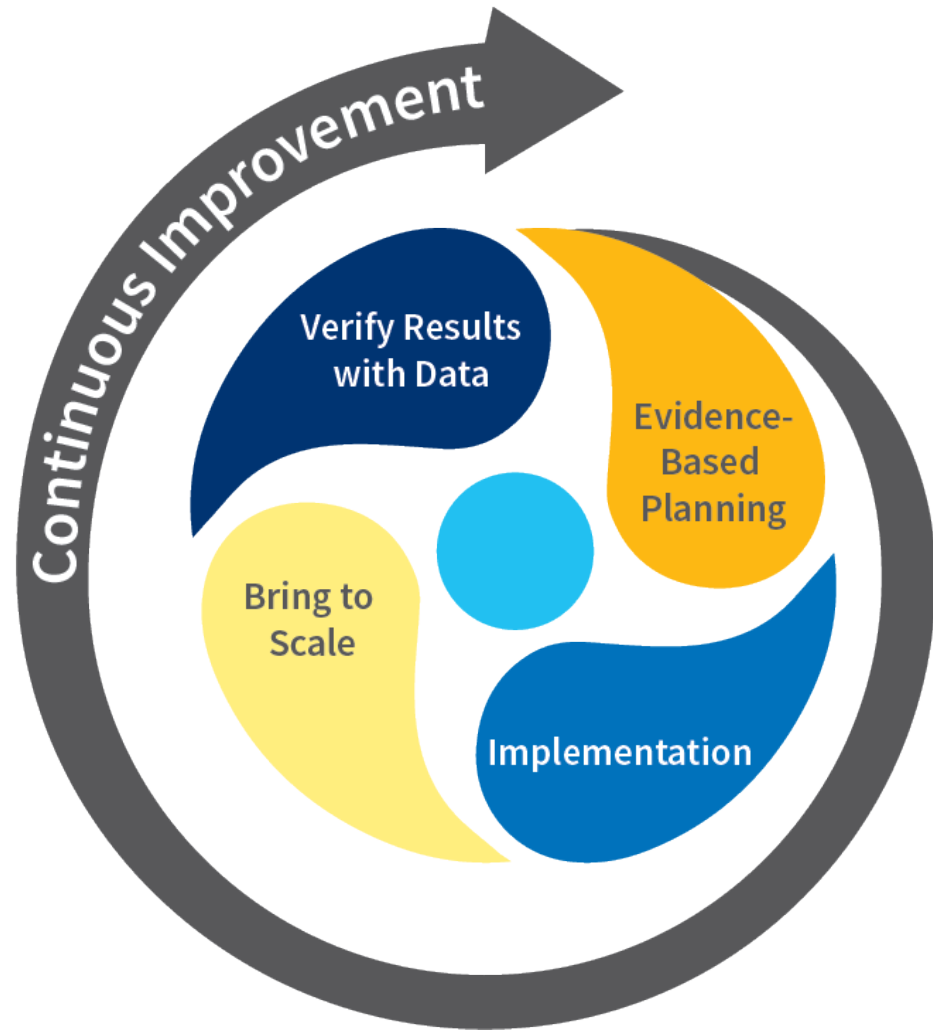 Continuous Improvement
Verify Results
with Data
Evidence-
Based
Planning
Implementation
Bring to
Scale